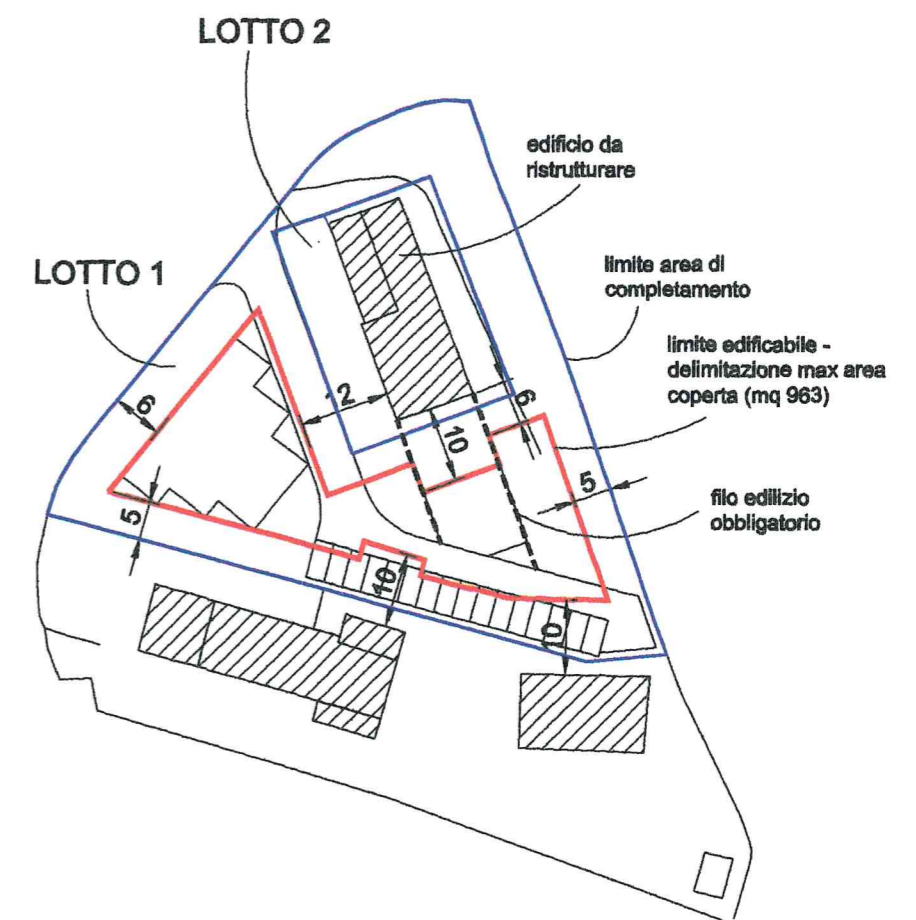 LOTTO 2
edificio da
ristrutturare
LOTTO 1
limite area di
completamento
limite edificabile -
delimitazione max area
coperta (mq 963)
6
12
6
10
5
filo edilizio
obbligatorio
5
10
10